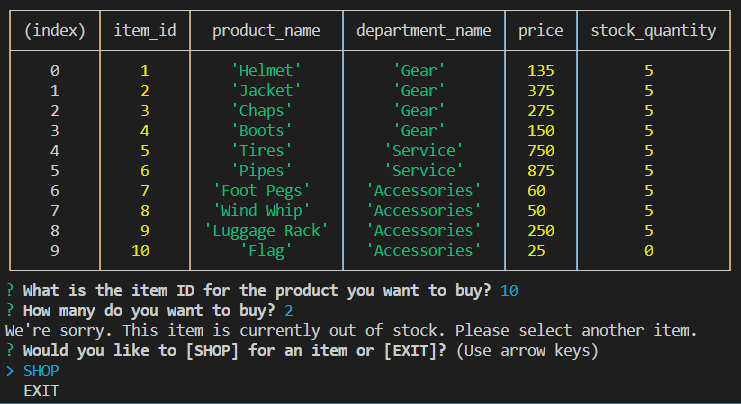 (index) item_id product_name department_name price stock_quantity
0 1 'Helmet' 'Gear' 135 5
1 2 'Jacket' 'Gear' 375 5
2 3 'Chaps' 'Gear' 275 5
3 4 'Boots' 'Gear' 150 5
4 5 'Tires' 'Service' 750 5
5 6 'Pipes' 'Service' 875 5
6 7 'Foot Pegs' 'Accessories' 60 5
7 8 'Wind Whip' 'Accessories' 50 5
8 9 'Luggage Rack' 'Accessories' 250 5
9 10 'Flag' 'Accessories' 25 0
? What is the item ID for the product you want to buy? 10
? How many do you want to buy? 2
We're sorry. This item is currently out of stock. Please select another item.
? Would you like to [SHOP] for an item or [EXIT]? (Use arrow keys)
> SHOP
EXIT